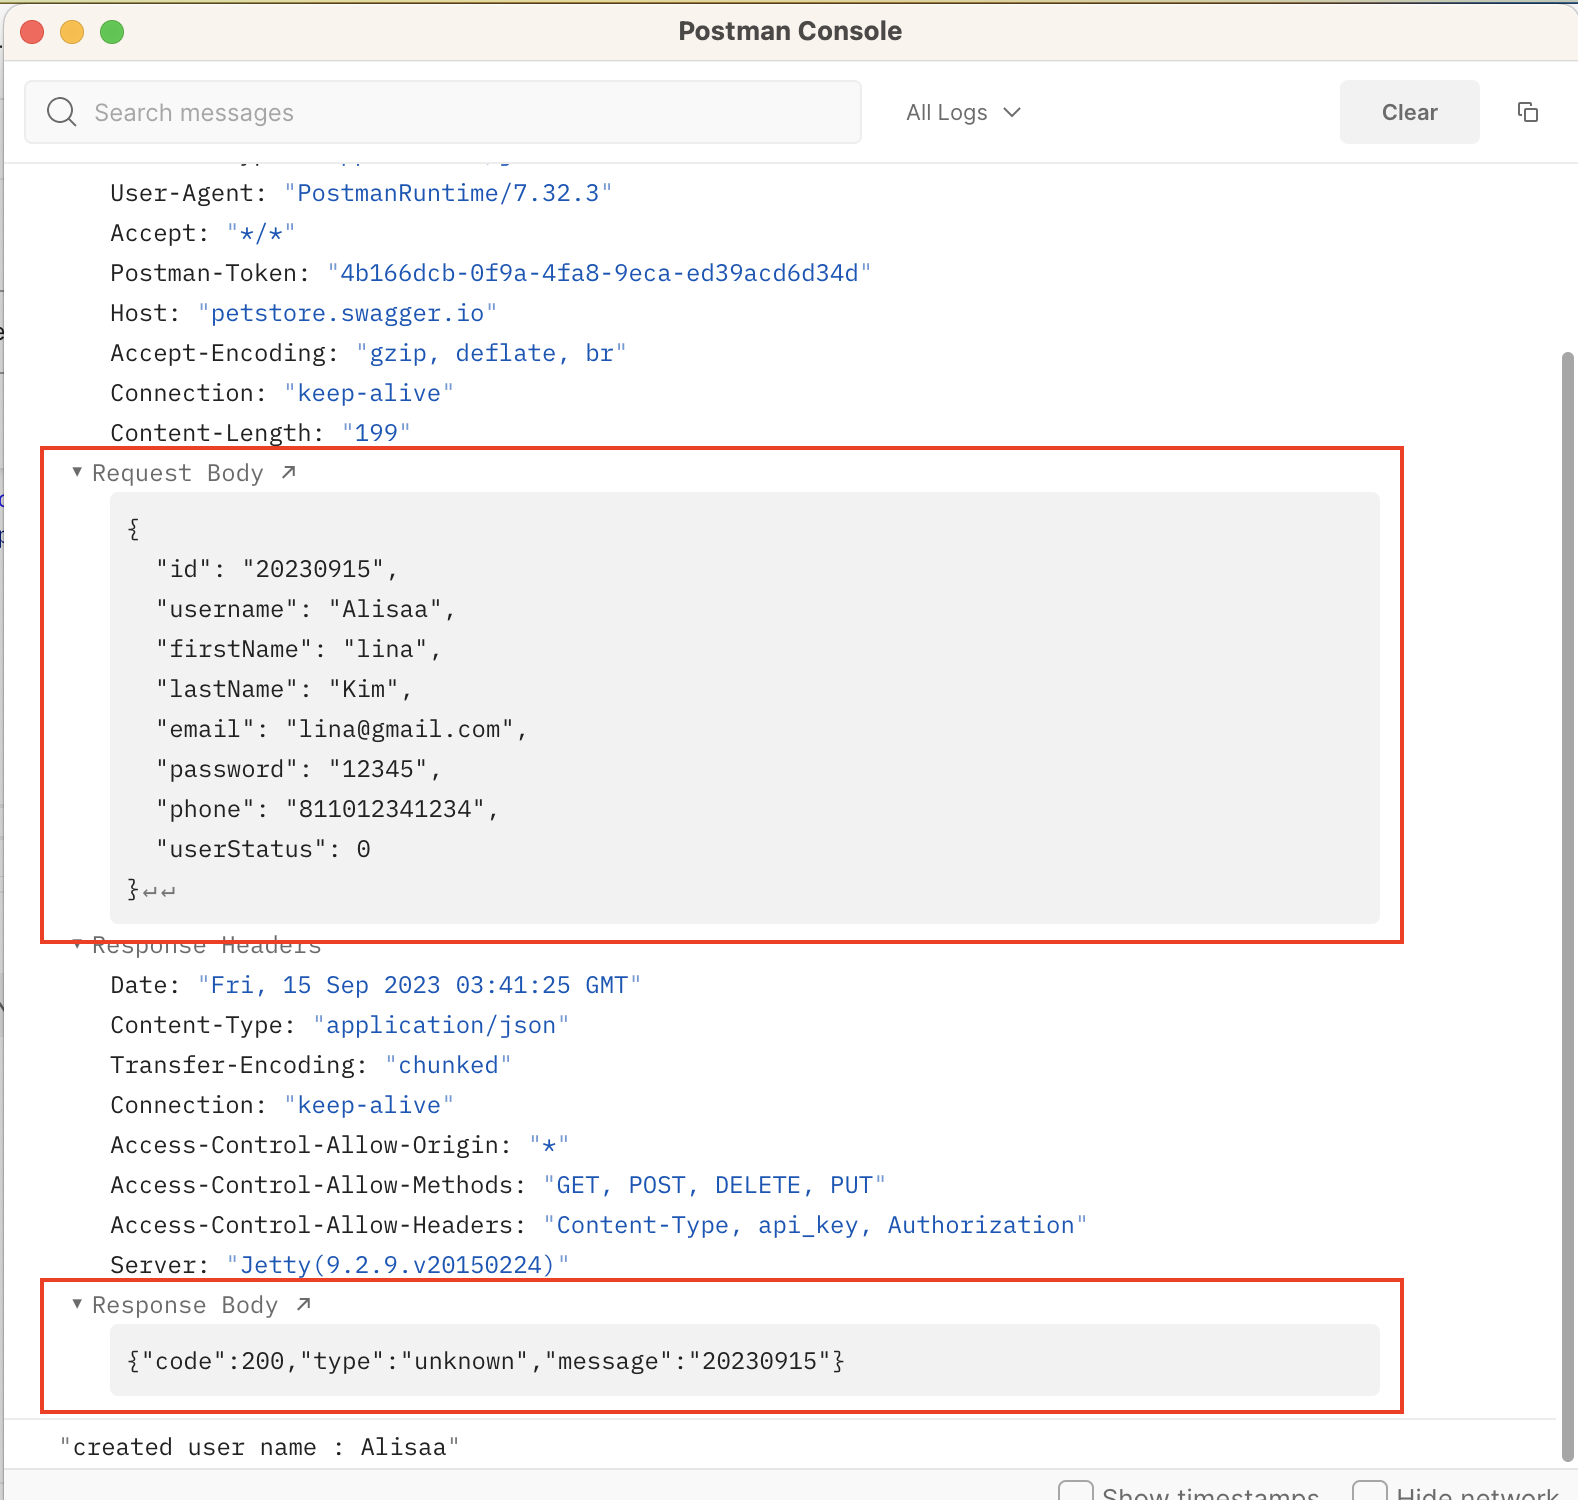 Postman Console
Search messages
All Logs
Clear
User-Agent: "PostmanRuntime/7.32.3"
Accept: "*/*"
Postman-Token: "4b166dcb-0f9a-4fa8-9eca-ed39acd6d34d"
Host: "petstore.swagger.io"
Accept-Encoding: "gzip, deflate, br"
Connection: "keep-alive"
Content-Length: "199"
▼ Request Body ↗
{
  "id": "20230915",
  "username": "Alisaa",
  "firstName": "lina",
  "lastName": "Kim",
  "email": "lina@gmail.com",
  "password": "12345",
  "phone": "811012341234",
  "userStatus": 0
}↵↵
▼ Response Headers
Date: "Fri, 15 Sep 2023 03:41:25 GMT"
Content-Type: "application/json"
Transfer-Encoding: "chunked"
Connection: "keep-alive"
Access-Control-Allow-Origin: "*"
Access-Control-Allow-Methods: "GET, POST, DELETE, PUT"
Access-Control-Allow-Headers: "Content-Type, api_key, Authorization"
Server: "Jetty(9.2.9.v20150224)"
▼ Response Body ↗
{"code":200,"type":"unknown","message":"20230915"}
"created user name : Alisaa"
Show timestamps
Hide network